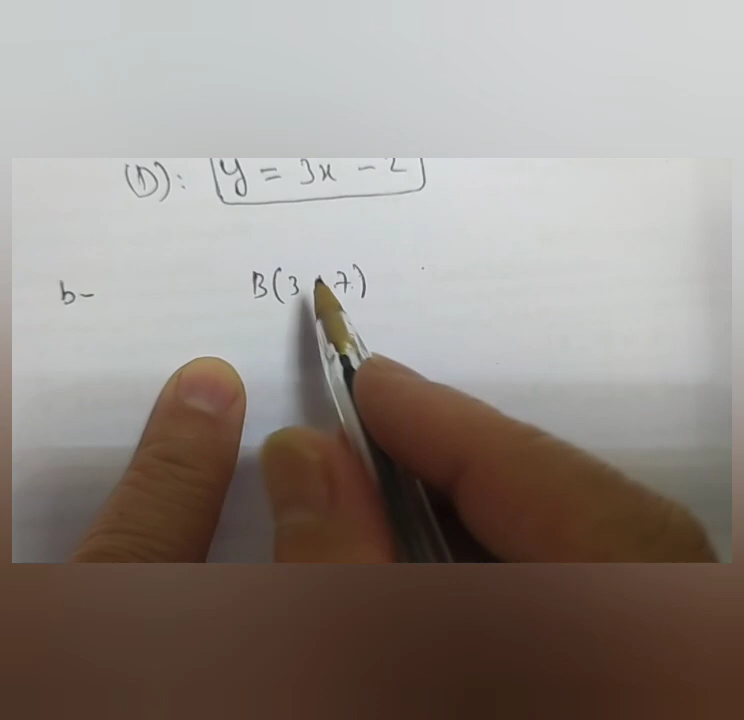 (D): y = 3x - 2
b- B(3, 7)